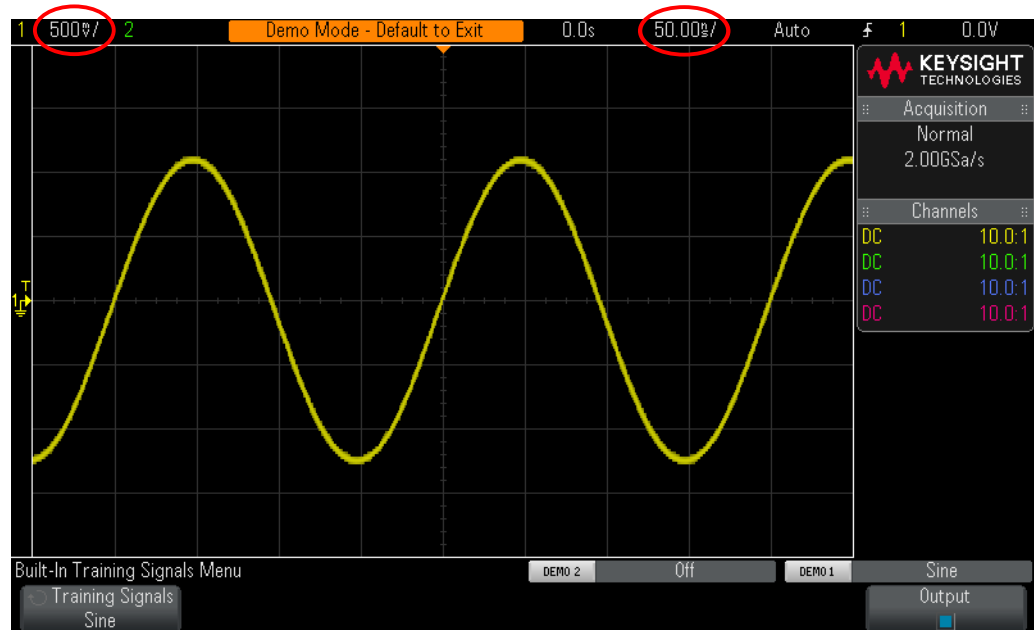 1 500mV/ 2 Demo Mode - Default to Exit 0.0s 50.00ns/ Auto 1 0.0V
KEYSIGHT
TECHNOLOGIES
Acquisition
Normal
2.00GSa/s
Channels
DC 10.0:1
DC 10.0:1
DC 10.0:1
DC 10.0:1
T
1
Built-In Training Signals Menu
DEMO 2 Off DEMO 1 Sine
Training Signals
Sine
Output